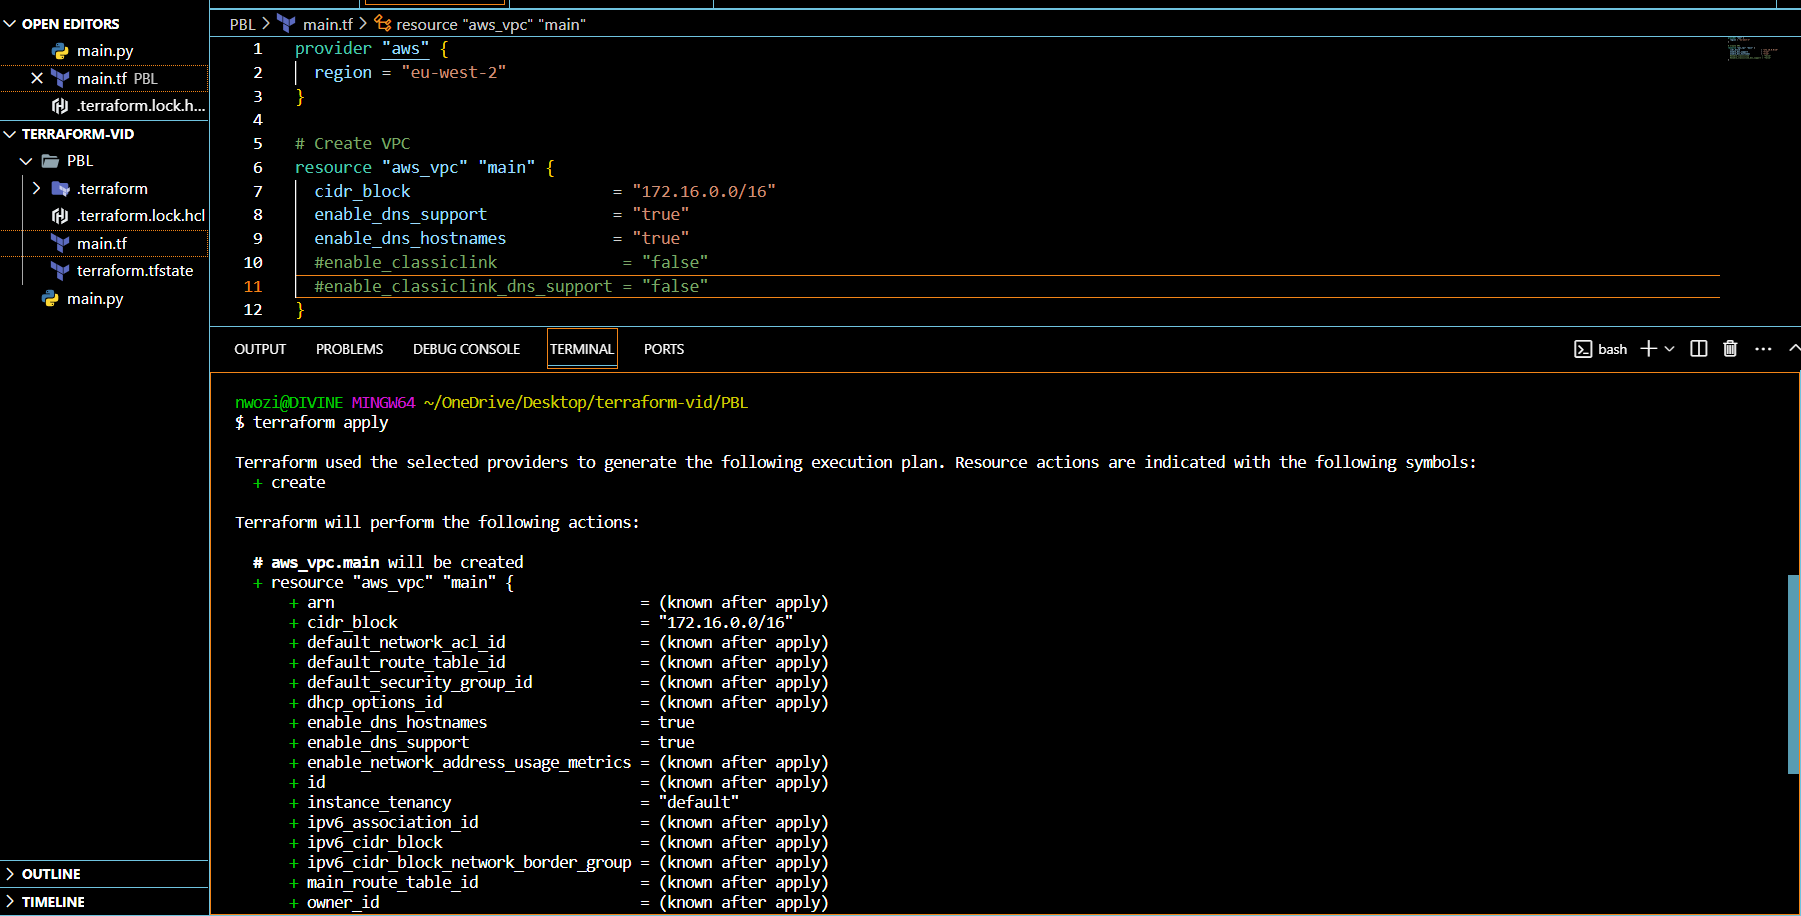 OPEN EDITORS
main.py
main.tf PBL
.terraform.lock.h...
TERRAFORM-VID
PBL
.terraform
.terraform.lock.hcl
main.tf
terraform.tfstate
main.py
OUTLINE
TIMELINE
PBL > main.tf > resource "aws_vpc" "main"
1 provider "aws" {
2 region = "eu-west-2"
3 }
4
5 # Create VPC
6 resource "aws_vpc" "main" {
7 cidr_block = "172.16.0.0/16"
8 enable_dns_support = "true"
9 enable_dns_hostnames = "true"
10 #enable_classiclink = "false"
11 #enable_classiclink_dns_support = "false"
12 }
OUTPUT PROBLEMS DEBUG CONSOLE TERMINAL PORTS bash
nwozi@DIVINE MINGW64 ~/OneDrive/Desktop/terraform-vid/PBL
$ terraform apply
Terraform used the selected providers to generate the following execution plan. Resource actions are indicated with the following symbols:
+ create
Terraform will perform the following actions:
# aws_vpc.main will be created
+ resource "aws_vpc" "main" {
+ arn = (known after apply)
+ cidr_block = "172.16.0.0/16"
+ default_network_acl_id = (known after apply)
+ default_route_table_id = (known after apply)
+ default_security_group_id = (known after apply)
+ dhcp_options_id = (known after apply)
+ enable_dns_hostnames = true
+ enable_dns_support = true
+ enable_network_address_usage_metrics = (known after apply)
+ id = (known after apply)
+ instance_tenancy = "default"
+ ipv6_association_id = (known after apply)
+ ipv6_cidr_block = (known after apply)
+ ipv6_cidr_block_network_border_group = (known after apply)
+ main_route_table_id = (known after apply)
+ owner_id = (known after apply)